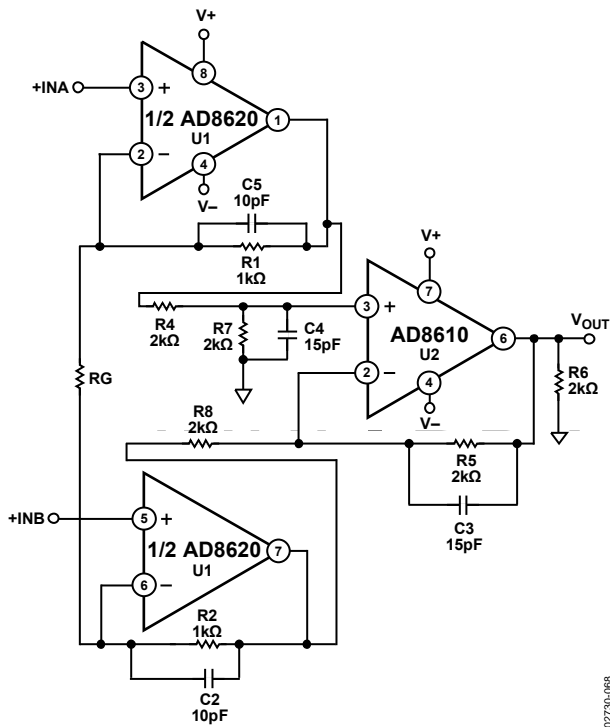 V+
+INA
3
+
8
1/2 AD8620
U1
1
2
−
4
V−
C5
10pF
R1
1kΩ
V+
7
R4
2kΩ
R7
2kΩ
C4
15pF
3
+
AD8610
U2
6
VOUT
2
−
4
V−
R6
2kΩ
RG
R8
2kΩ
R5
2kΩ
C3
15pF
+INB
5
+
1/2 AD8620
U1
7
6
−
R2
1kΩ
C2
10pF
02730-068